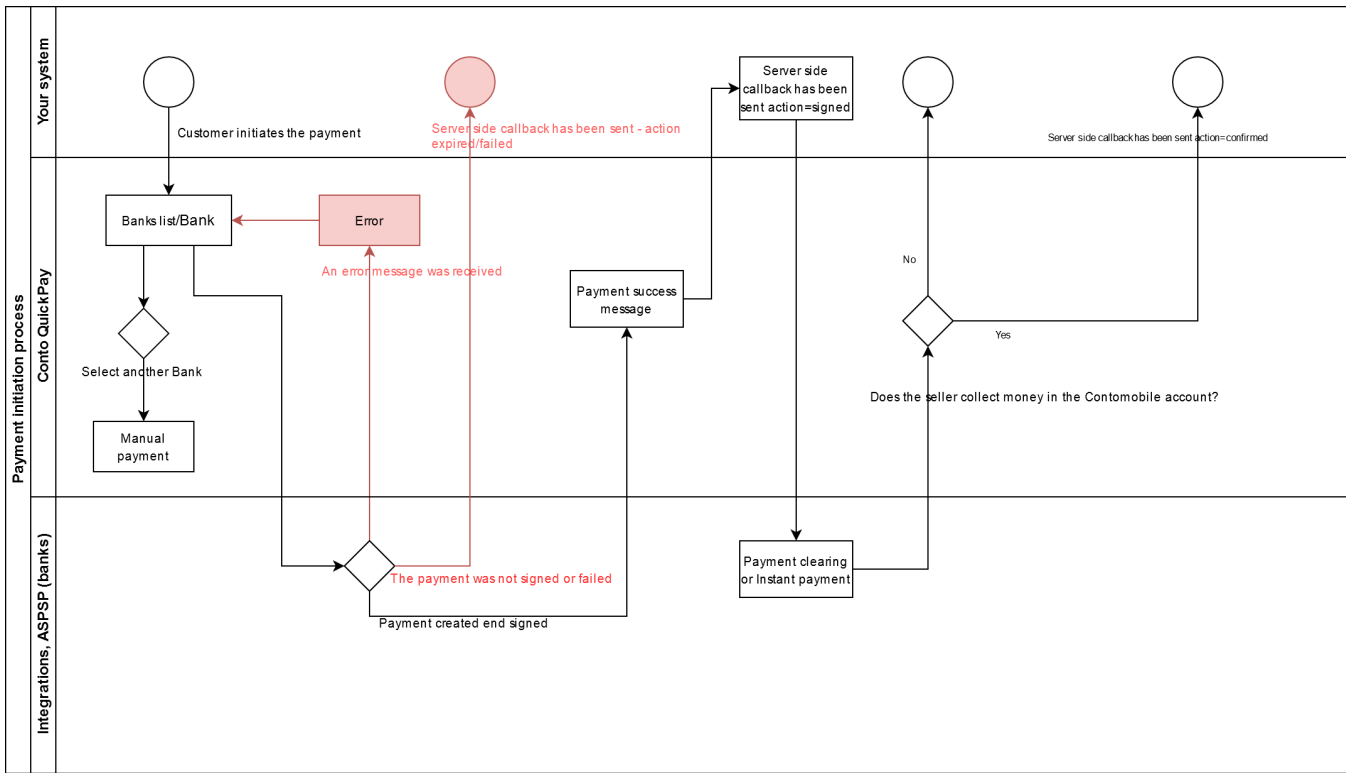 Payment initiation process
Your system
Customer initiates the payment
Server side callback has been sent - action
expired/failed
Server side
callback has been
sent action=signed
Server side callback has been sent action=confirmed
Conto QuickPay
Banks list/Bank
Error
An error message was received
Select another Bank
Manual
payment
Payment success
message
No
Yes
Does the seller collect money in the Contomobile account?
Integrations, ASPSP (banks)
The payment was not signed or failed
Payment created end signed
Payment clearing
or Instant payment